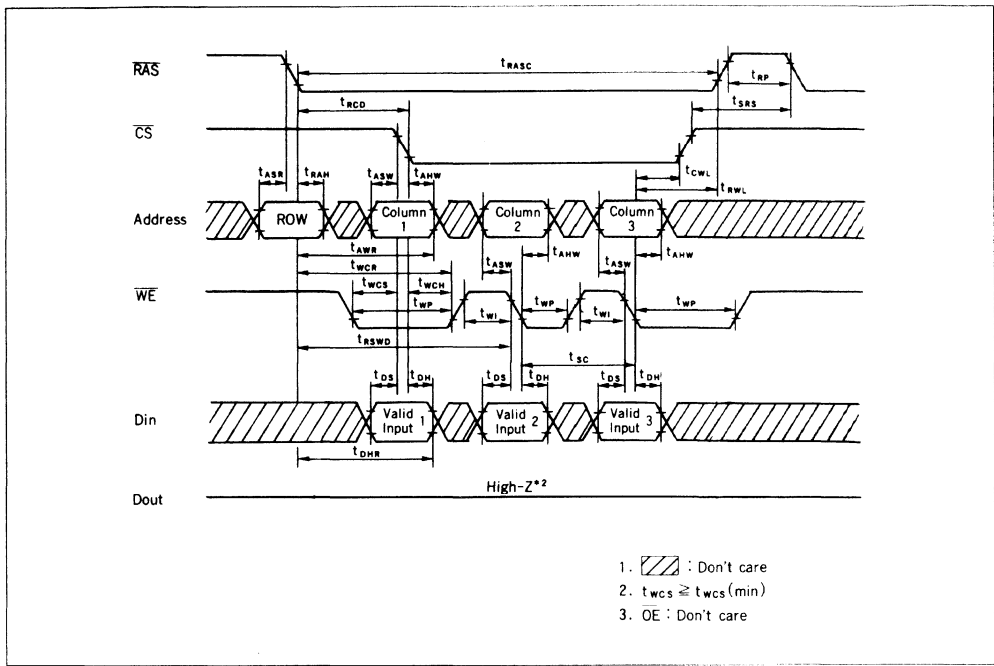 RAS
tRASC
tRP
tRCD
tSRS
CS
tCWL
tASR tRAH tASW tAHW
tRWL
Address
ROW
Column 1
Column 2
Column 3
tAWR
tAHW
tAHW
tWCR
tASW
tASW
WE
tWCS tWCH
tWP
tWP
tWP
tWI
tWI
tRSWD
tSC
tDS tDH tDS tDH tDS tDH
Din
Valid Input 1
Valid Input 2
Valid Input 3
tDHR
High-Z*2
Dout
1. : Don't care
2. twcs ≧ twcs (min)
3. OE : Don't care